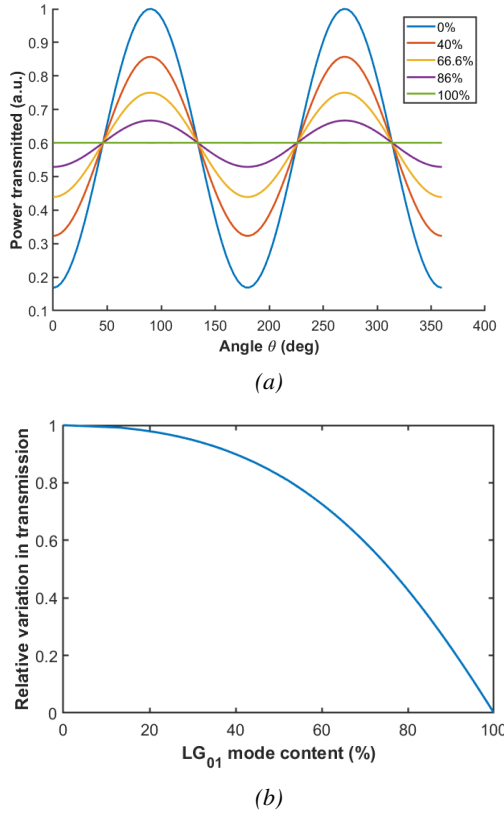 Power transmitted (a.u.)
1
0.9
0.8
0.7
0.6
0.5
0.4
0.3
0.2
0.1
0%
40%
66.6%
86%
100%
0 50 100 150 200 250 300 350 400
Angle θ (deg)
(a)
Relative variation in transmission
1
0.8
0.6
0.4
0.2
0
0 20 40 60 80 100
LG01 mode content (%)
(b)